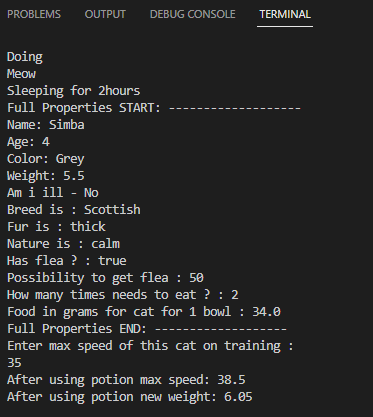 PROBLEMS OUTPUT DEBUG CONSOLE TERMINAL
Doing
Meow
Sleeping for 2hours
Full Properties START: -------------------
Name: Simba
Age: 4
Color: Grey
Weight: 5.5
Am i ill - No
Breed is : Scottish
Fur is : thick
Nature is : calm
Has flea ? : true
Possibility to get flea : 50
How many times needs to eat ? : 2
Food in grams for cat for 1 bowl : 34.0
Full Properties END: -------------------
Enter max speed of this cat on training :
35
After using potion max speed: 38.5
After using potion new weight: 6.05